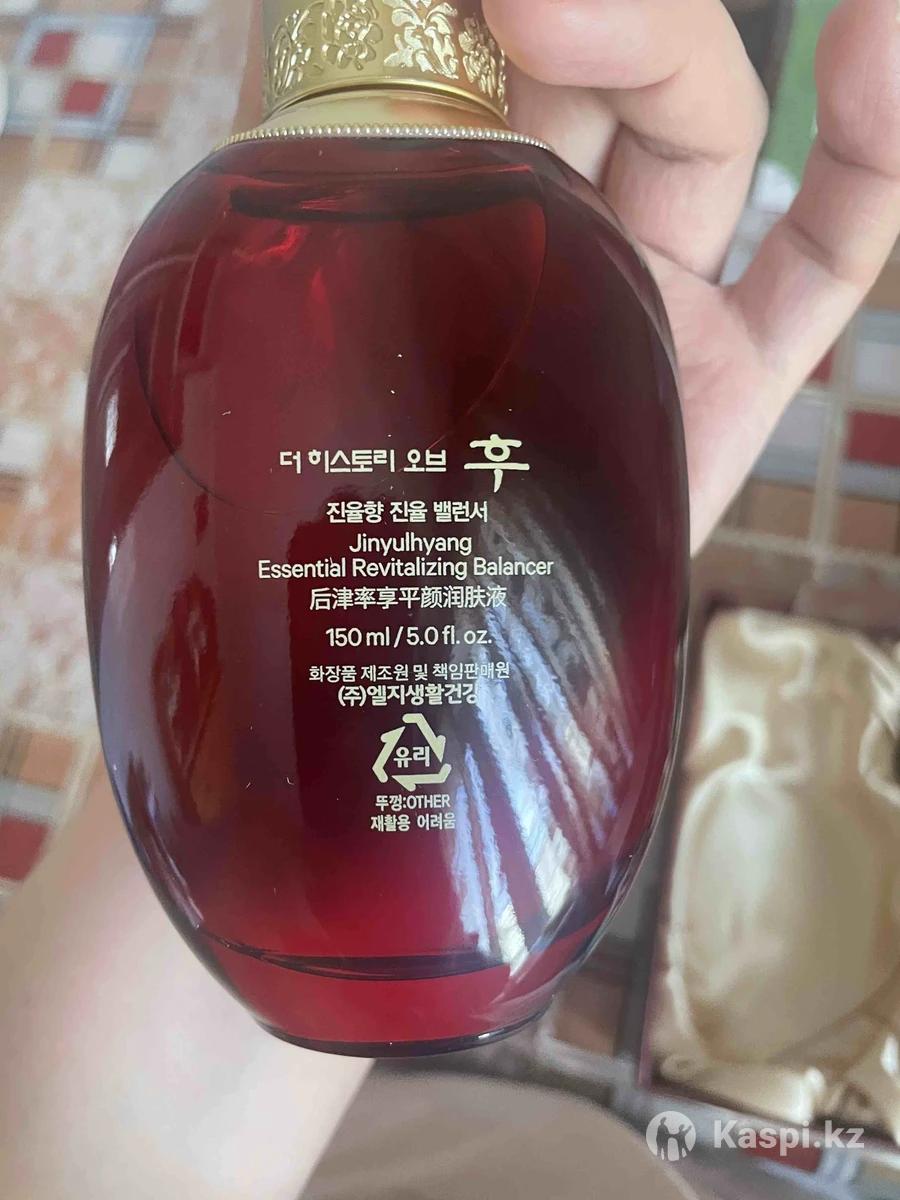 더 히스토리 오브 후
진율향 진율 밸런서
Jinyulhyang
Essential Revitalizing Balancer
后津率享平颜润肤液
150 ml / 5.0 fl. oz.
화장품 제조원 및 책임판매원
(주)엘지생활건강
유리
뚜껑:OTHER
재활용 어려움
Kaspi.kz